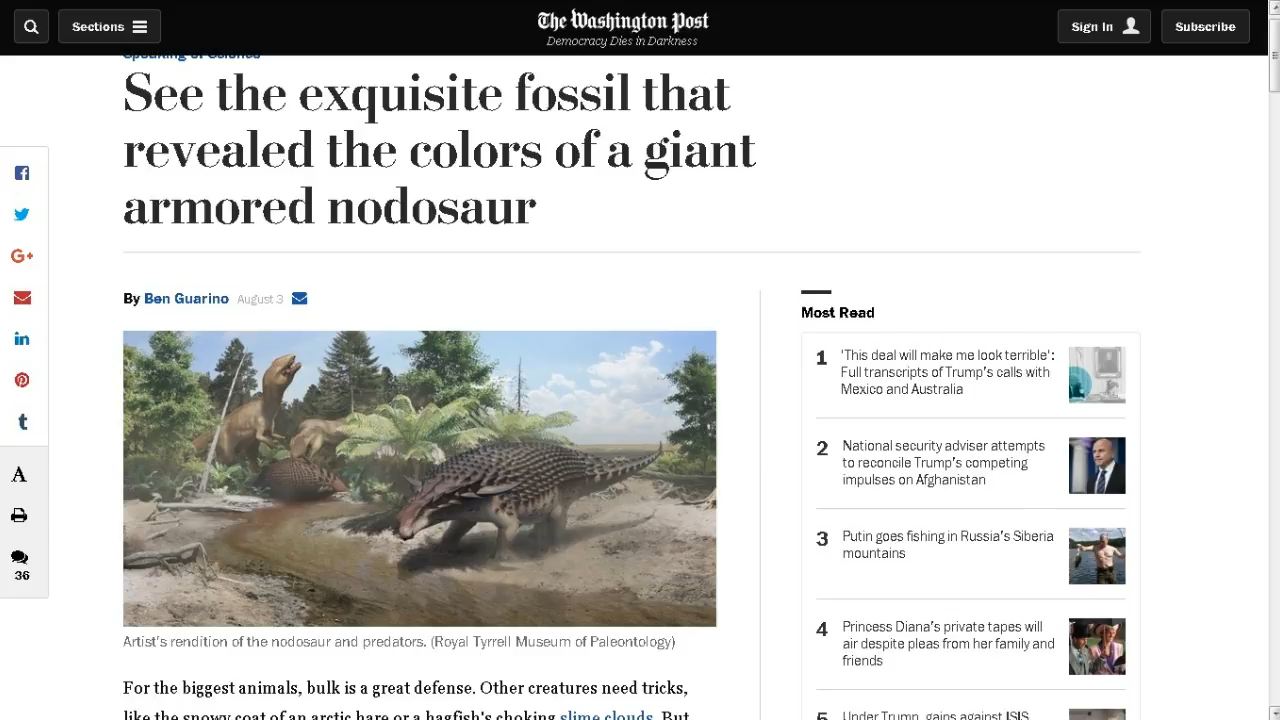 Sections
The Washington Post
Democracy Dies in Darkness
Sign In
Subscribe
Speaking of Science
See the exquisite fossil that
revealed the colors of a giant
armored nodosaur
By Ben Guarino August 3
G+
in
t
A
36
Artist's rendition of the nodosaur and predators. (Royal Tyrrell Museum of Paleontology)
For the biggest animals, bulk is a great defense. Other creatures need tricks,
like the snowy coat of an arctic hare or a hagfish's choking slime clouds. But
Most Read
1 'This deal will make me look terrible':
Full transcripts of Trump's calls with
Mexico and Australia
2 National security adviser attempts
to reconcile Trump's competing
impulses on Afghanistan
3 Putin goes fishing in Russia's Siberia
mountains
4 Princess Diana's private tapes will
air despite pleas from her family and
friends
5 Under Trump, gains against ISIS